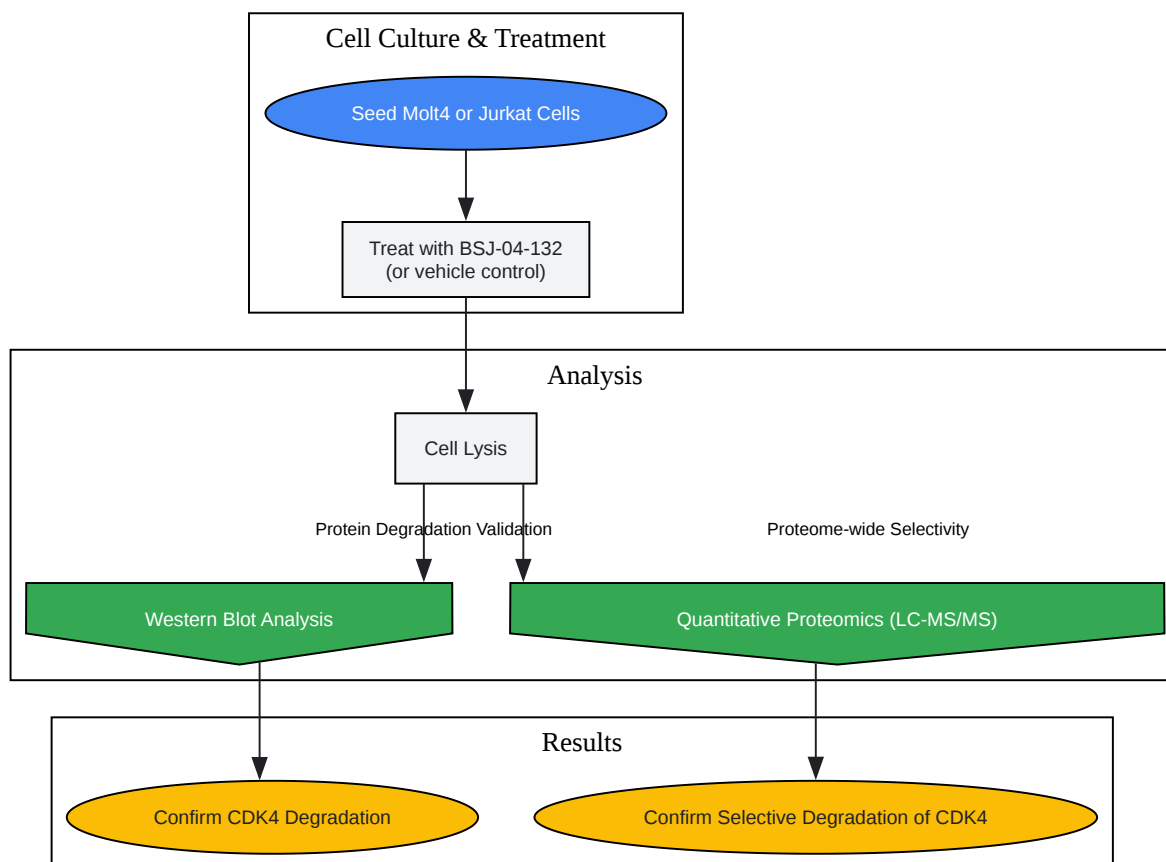 Cell Culture & Treatment
Seed Molt4 or Jurkat Cells
Treat with BSJ-04-132
(or vehicle control)
Analysis
Cell Lysis
Protein Degradation Validation
Proteome-wide Selectivity
Western Blot Analysis
Quantitative Proteomics (LC-MS/MS)
Results
Confirm CDK4 Degradation
Confirm Selective Degradation of CDK4